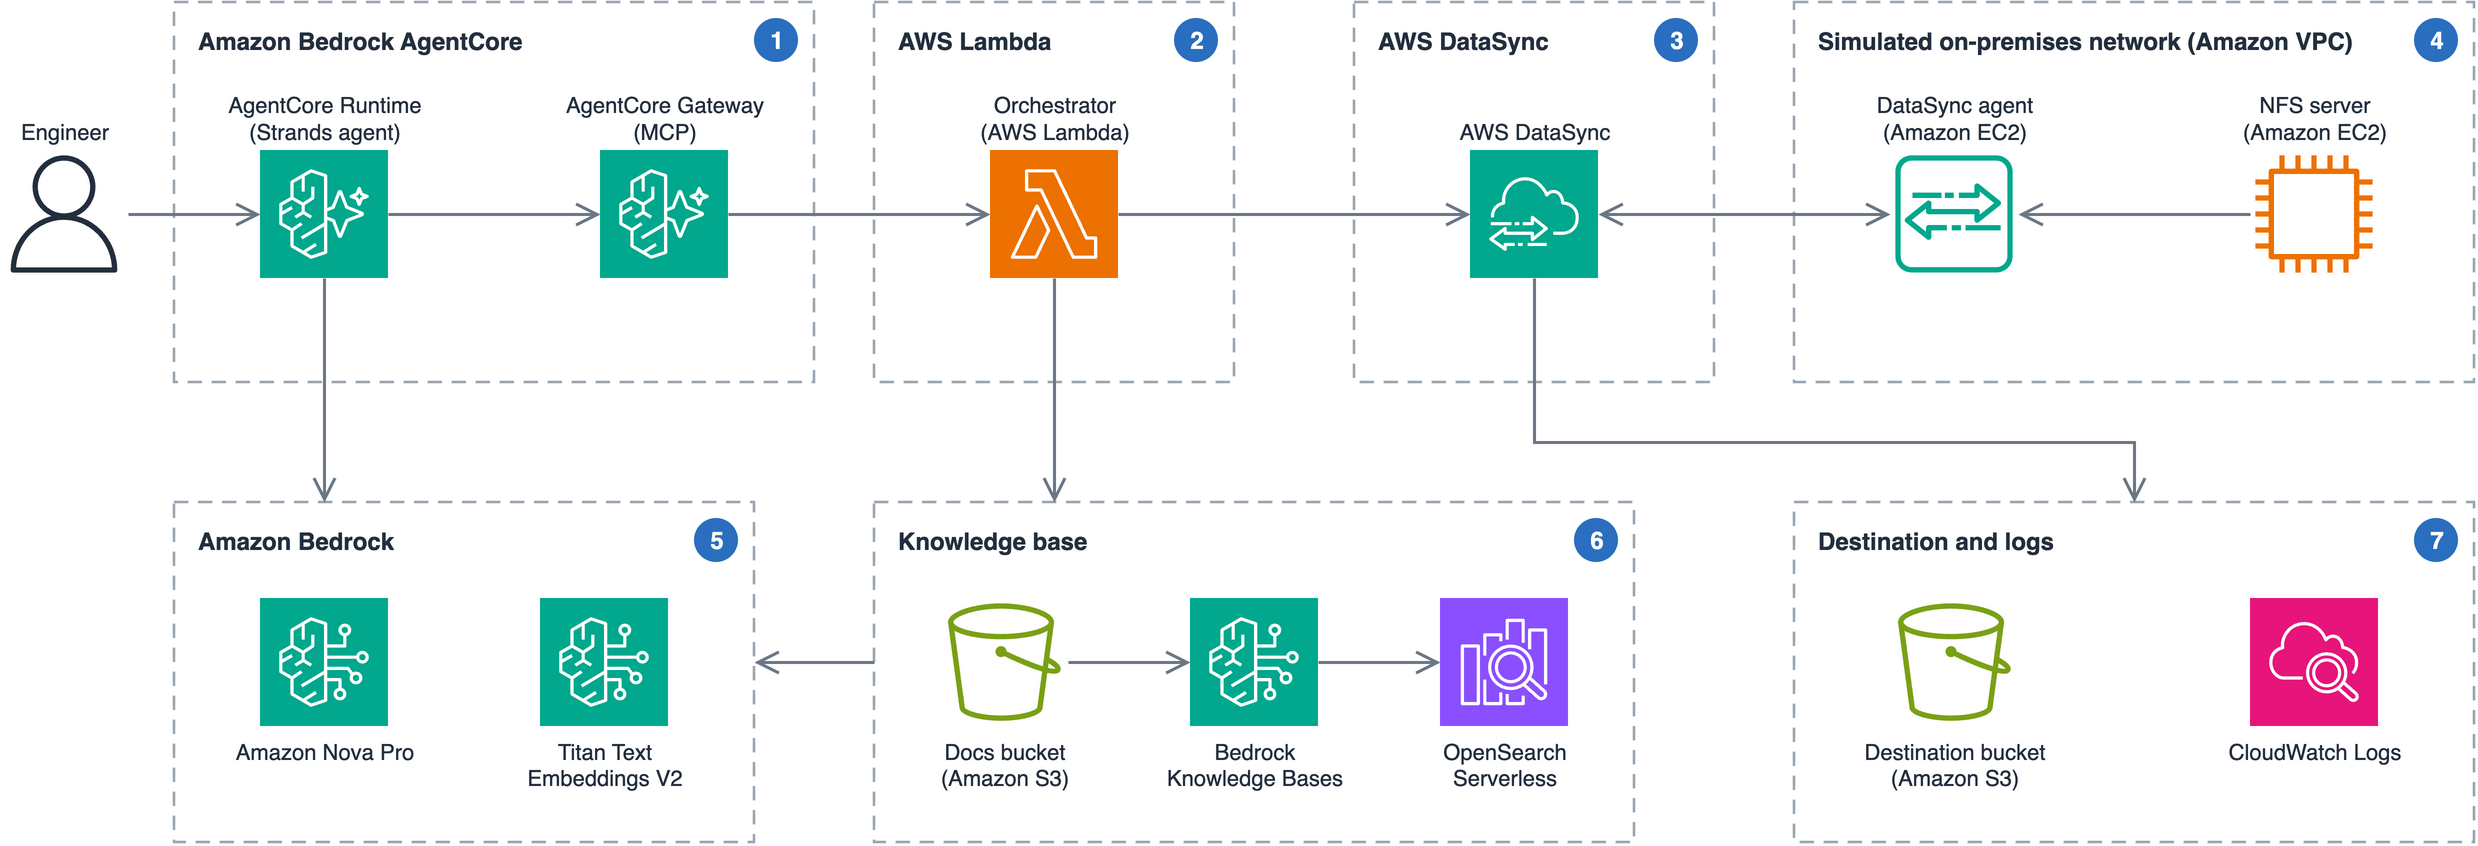 Amazon Bedrock AgentCore
1
AWS Lambda
2
AWS DataSync
3
Simulated on-premises network (Amazon VPC)
4
Engineer
AgentCore Runtime
(Strands agent)
AgentCore Gateway
(MCP)
Orchestrator
(AWS Lambda)
AWS DataSync
DataSync agent
(Amazon EC2)
NFS server
(Amazon EC2)
Amazon Bedrock
5
Knowledge base
6
Destination and logs
7
Amazon Nova Pro
Titan Text
Embeddings V2
Docs bucket
(Amazon S3)
Bedrock
Knowledge Bases
OpenSearch
Serverless
Destination bucket
(Amazon S3)
CloudWatch Logs